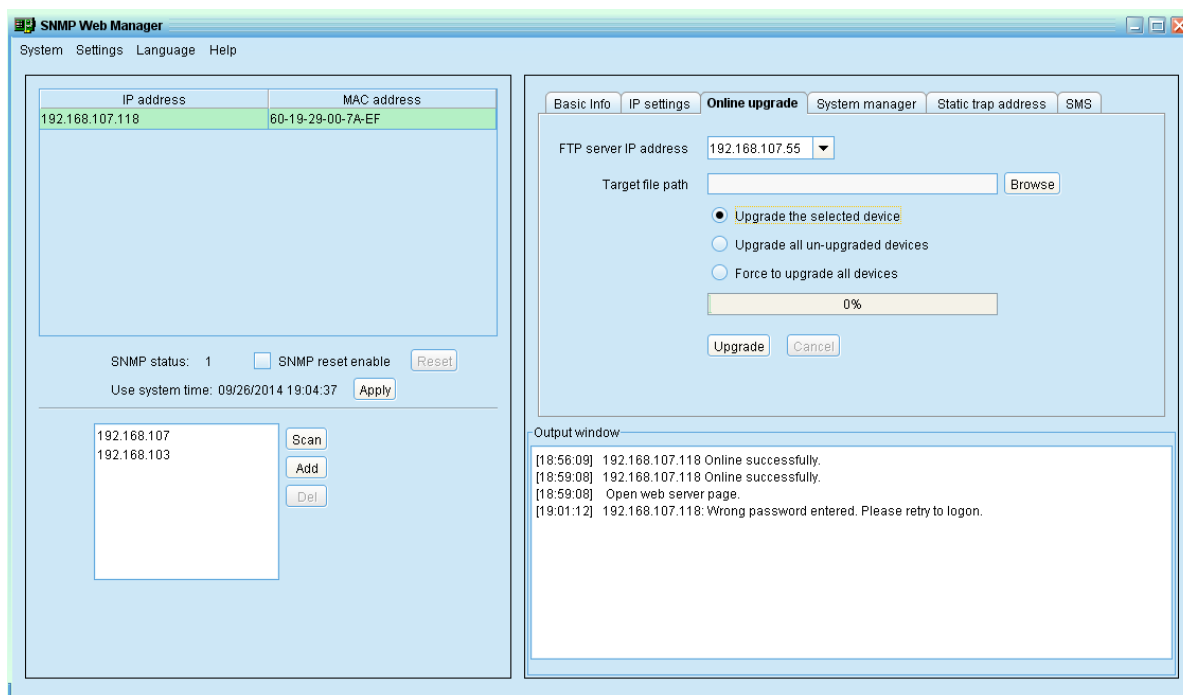 SNMP Web Manager
System Settings Language Help
IP address MAC address
192.168.107.118 60-19-29-00-7A-EF
SNMP status: 1 SNMP reset enable Reset
Use system time: 09/26/2014 19:04:37 Apply
192.168.107
192.168.103
Scan
Add
Del
Basic Info IP settings Online upgrade System manager Static trap address SMS
FTP server IP address 192.168.107.55
Target file path Browse
Upgrade the selected device
Upgrade all un-upgraded devices
Force to upgrade all devices
0%
Upgrade Cancel
Output window
[18:56:09] 192.168.107.118 Online successfully.
[18:59:08] 192.168.107.118 Online successfully.
[18:59:08] Open web server page.
[19:01:12] 192.168.107.118: Wrong password entered. Please retry to logon.